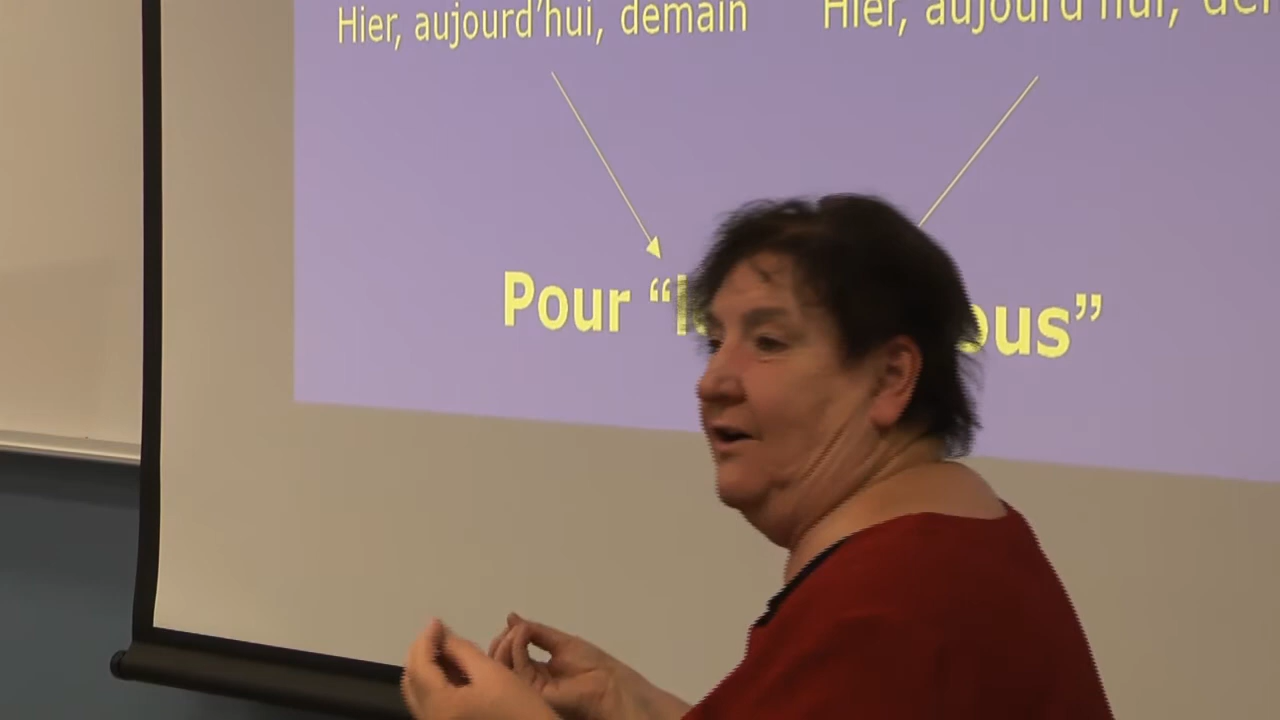 Hier, aujourd'hui, demain Hier, aujourd'hui,
Pour “ ous”